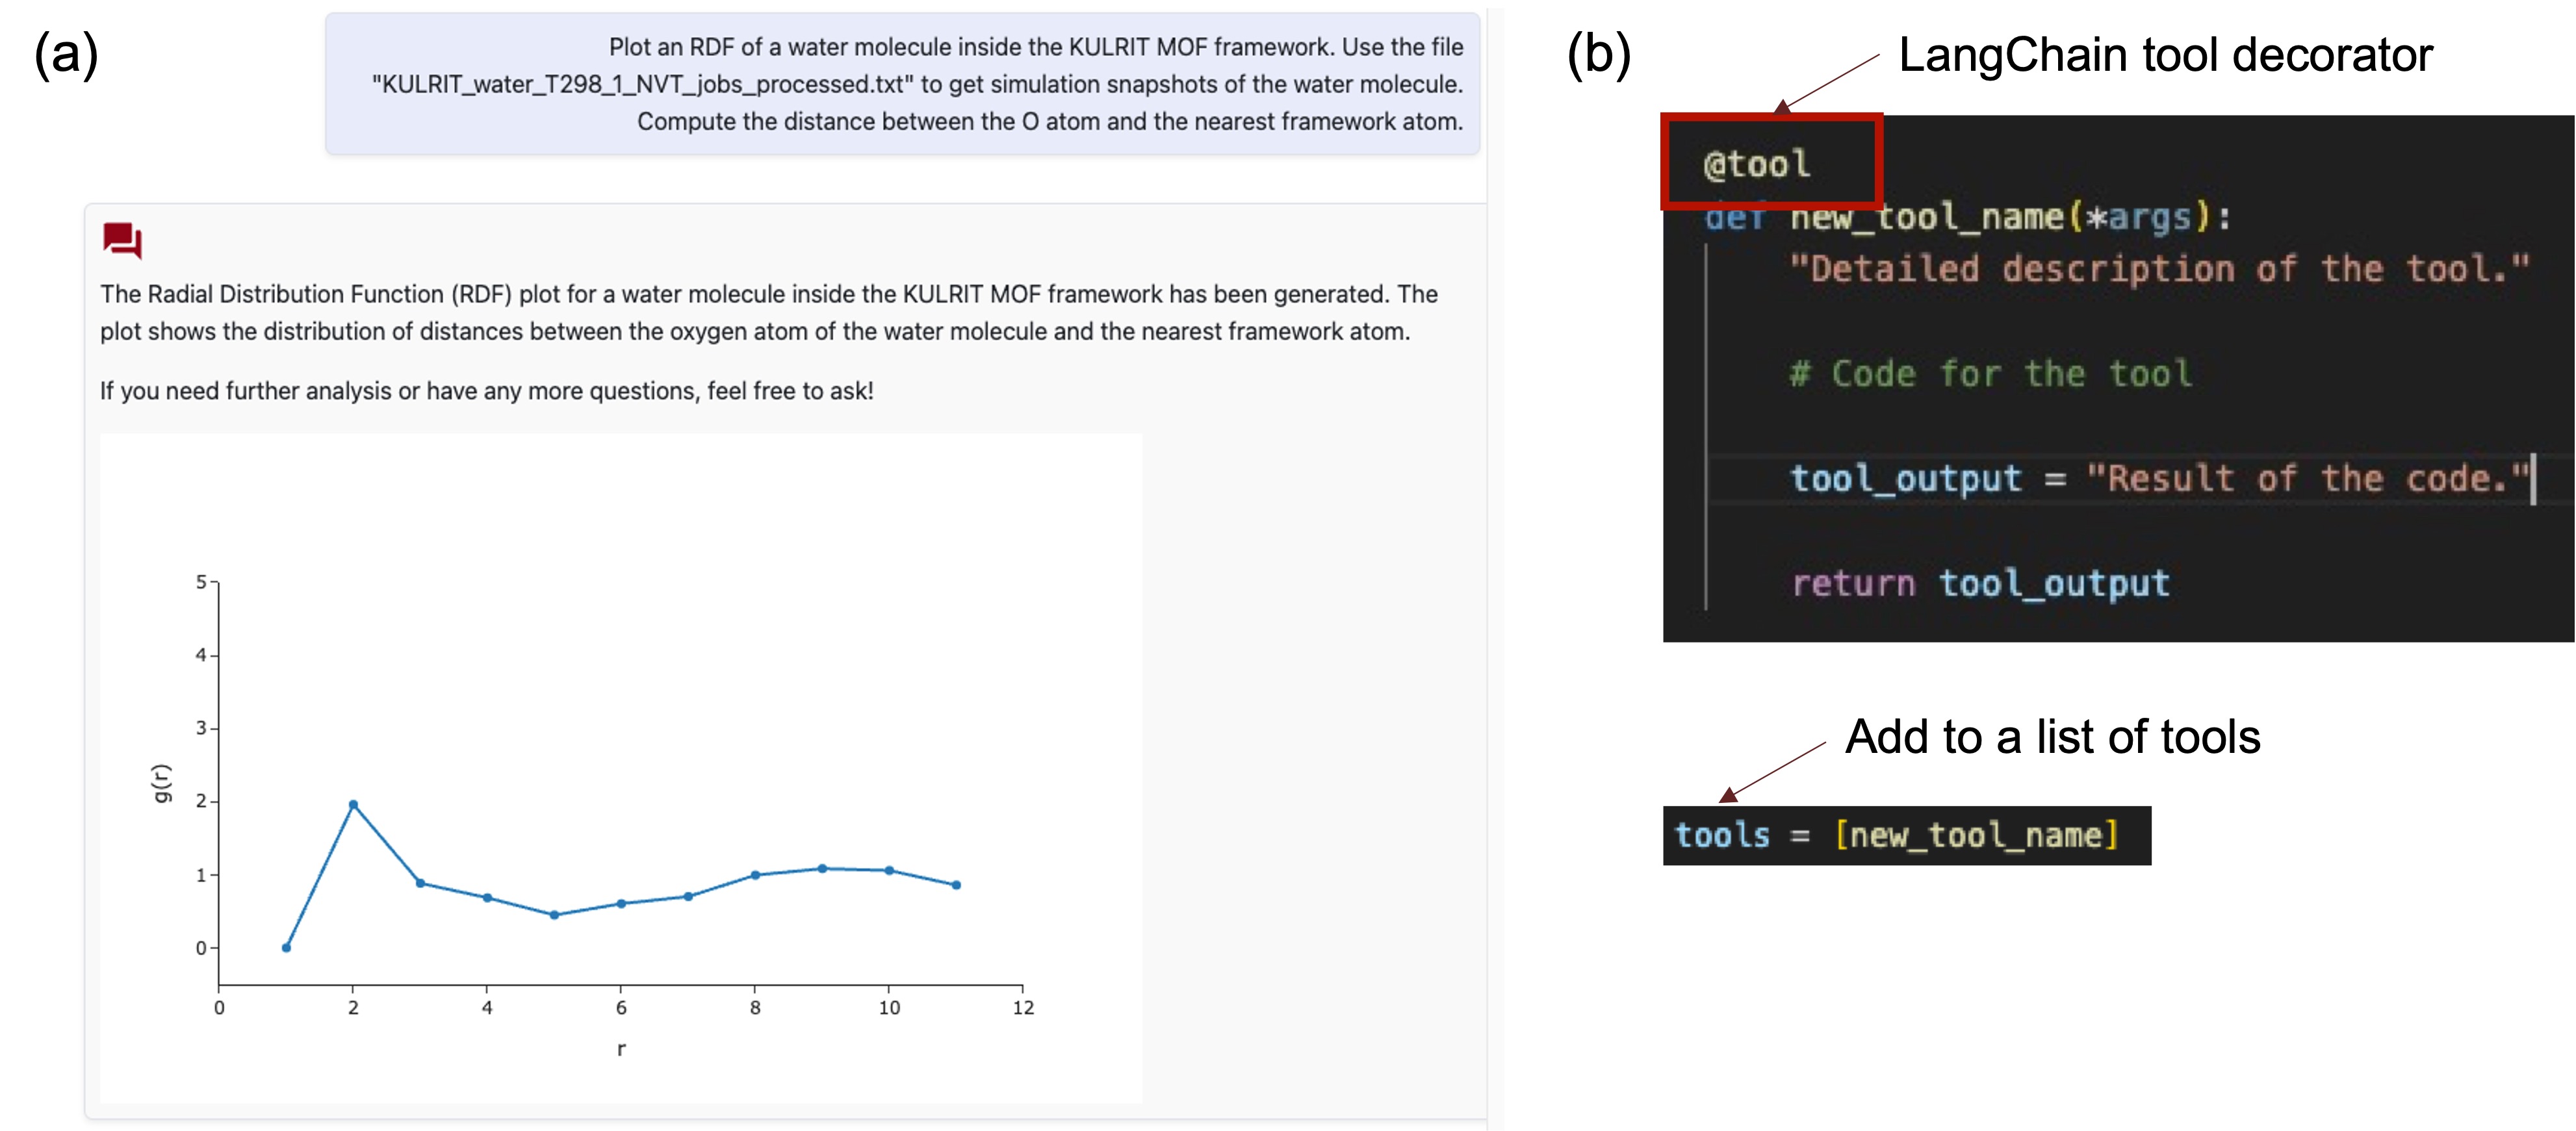 (a)
Plot an RDF of a water molecule inside the KULRIT MOF framework. Use the file
"KULRIT_water_T298_1_NVT_jobs_processed.txt" to get simulation snapshots of the water molecule.
Compute the distance between the O atom and the nearest framework atom.
The Radial Distribution Function (RDF) plot for a water molecule inside the KULRIT MOF framework has been generated. The
plot shows the distribution of distances between the oxygen atom of the water molecule and the nearest framework atom.
If you need further analysis or have any more questions, feel free to ask!
5
4
3
2
1
0
g(r)
0 2 4 6 8 10 12
r
(b)
LangChain tool decorator
@tool
def new_tool_name(*args):
"Detailed description of the tool."
# Code for the tool
tool_output = "Result of the code."
return tool_output
Add to a list of tools
tools = [new_tool_name]